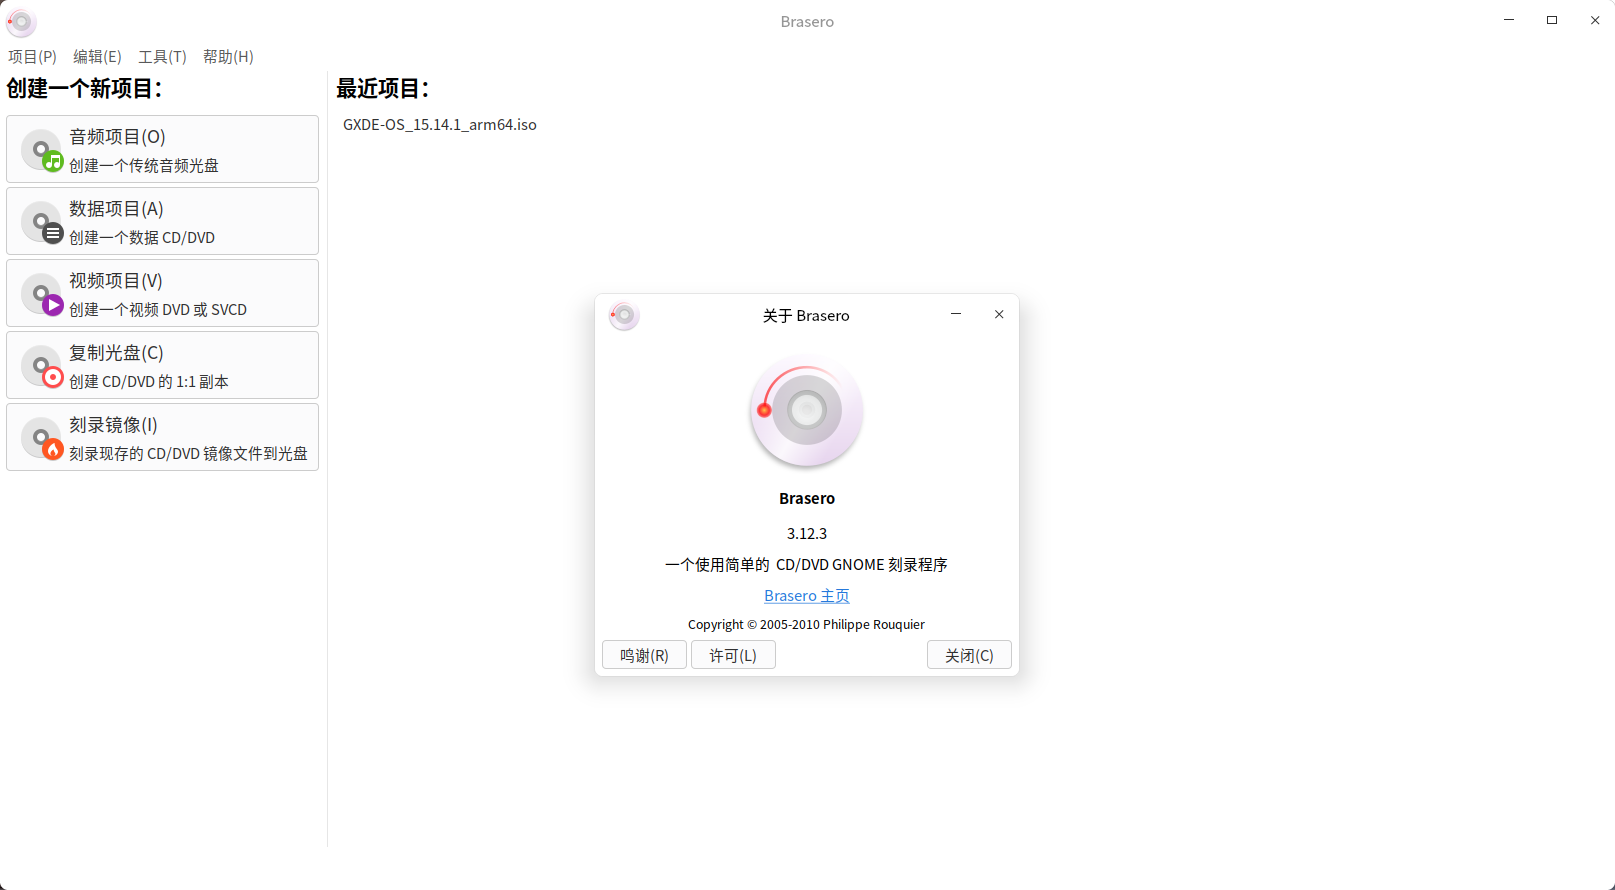 Brasero
项目(P) 编辑(E) 工具(T) 帮助(H)
创建一个新项目：
音频项目(O)
创建一个传统音频光盘
数据项目(A)
创建一个数据 CD/DVD
视频项目(V)
创建一个视频 DVD 或 SVCD
复制光盘(C)
创建 CD/DVD 的 1:1 副本
刻录镜像(I)
刻录现存的 CD/DVD 镜像文件到光盘
最近项目：
GXDE-OS_15.14.1_arm64.iso
关于 Brasero
Brasero
3.12.3
一个使用简单的 CD/DVD GNOME 刻录程序
Brasero 主页
Copyright © 2005-2010 Philippe Rouquier
鸣谢(R) 许可(L) 关闭(C)